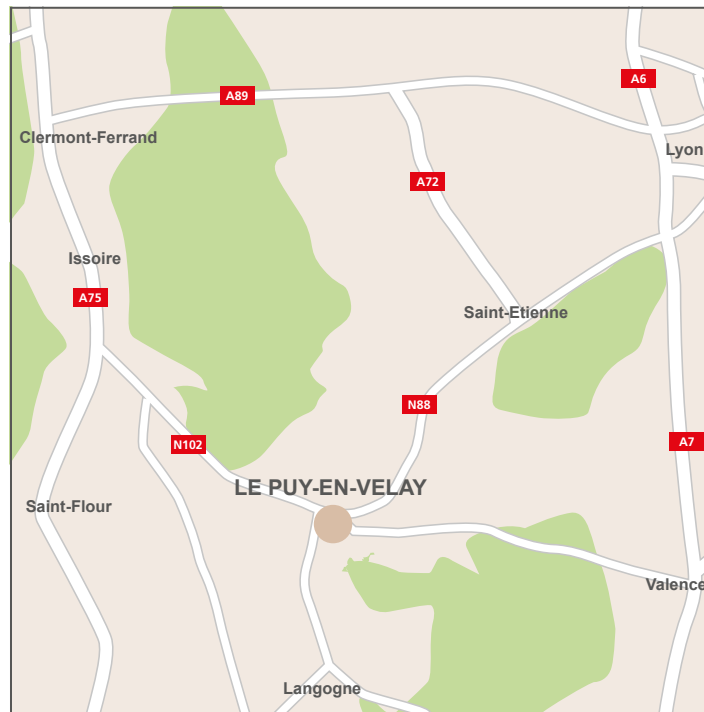 A6
A89
Clermont-Ferrand
Lyon
A72
Issoire
A75
Saint-Etienne
N88
N102
A7
LE PUY-EN-VELAY
Saint-Flour
Valence
Langogne